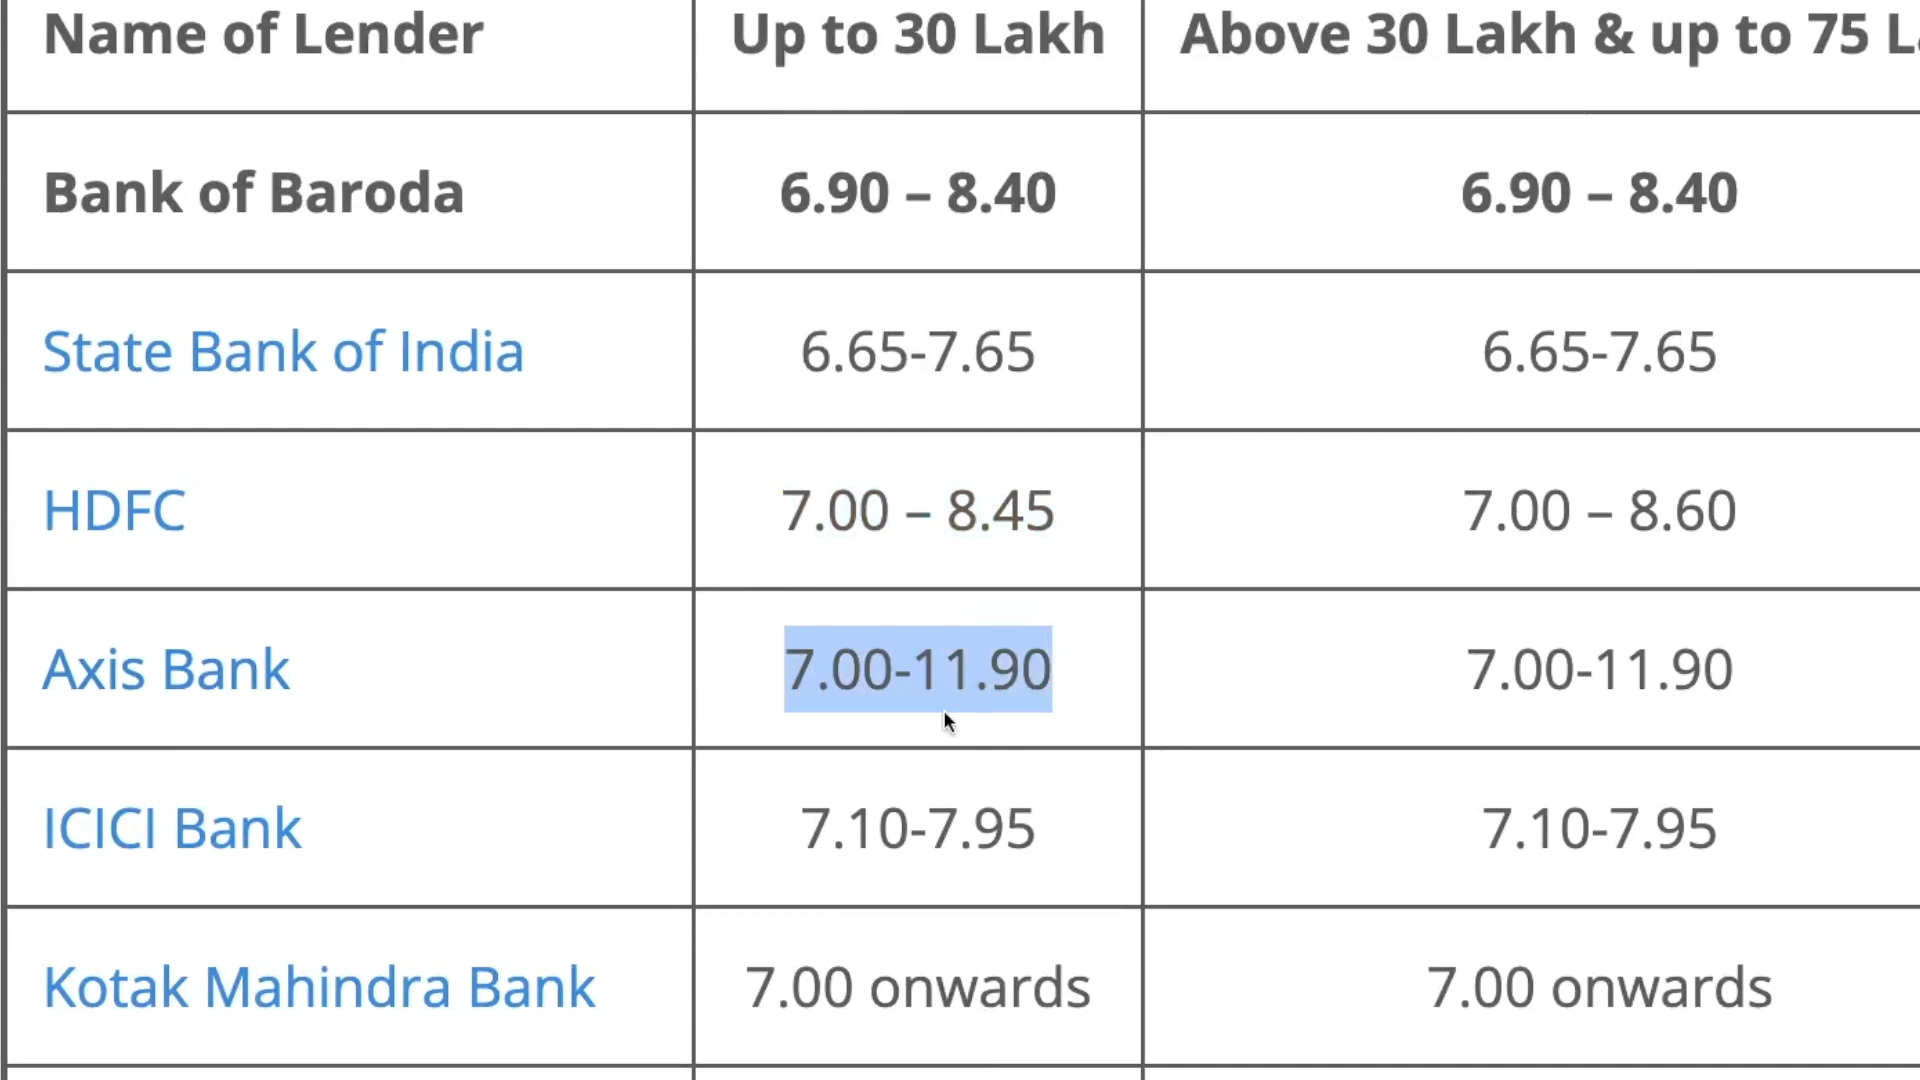 Name of Lender Up to 30 Lakh Above 30 Lakh & up to 75
Bank of Baroda 6.90 – 8.40 6.90 – 8.40
State Bank of India 6.65-7.65 6.65-7.65
HDFC 7.00 – 8.45 7.00 – 8.60
Axis Bank 7.00-11.90 7.00-11.90
ICICI Bank 7.10-7.95 7.10-7.95
Kotak Mahindra Bank 7.00 onwards 7.00 onwards